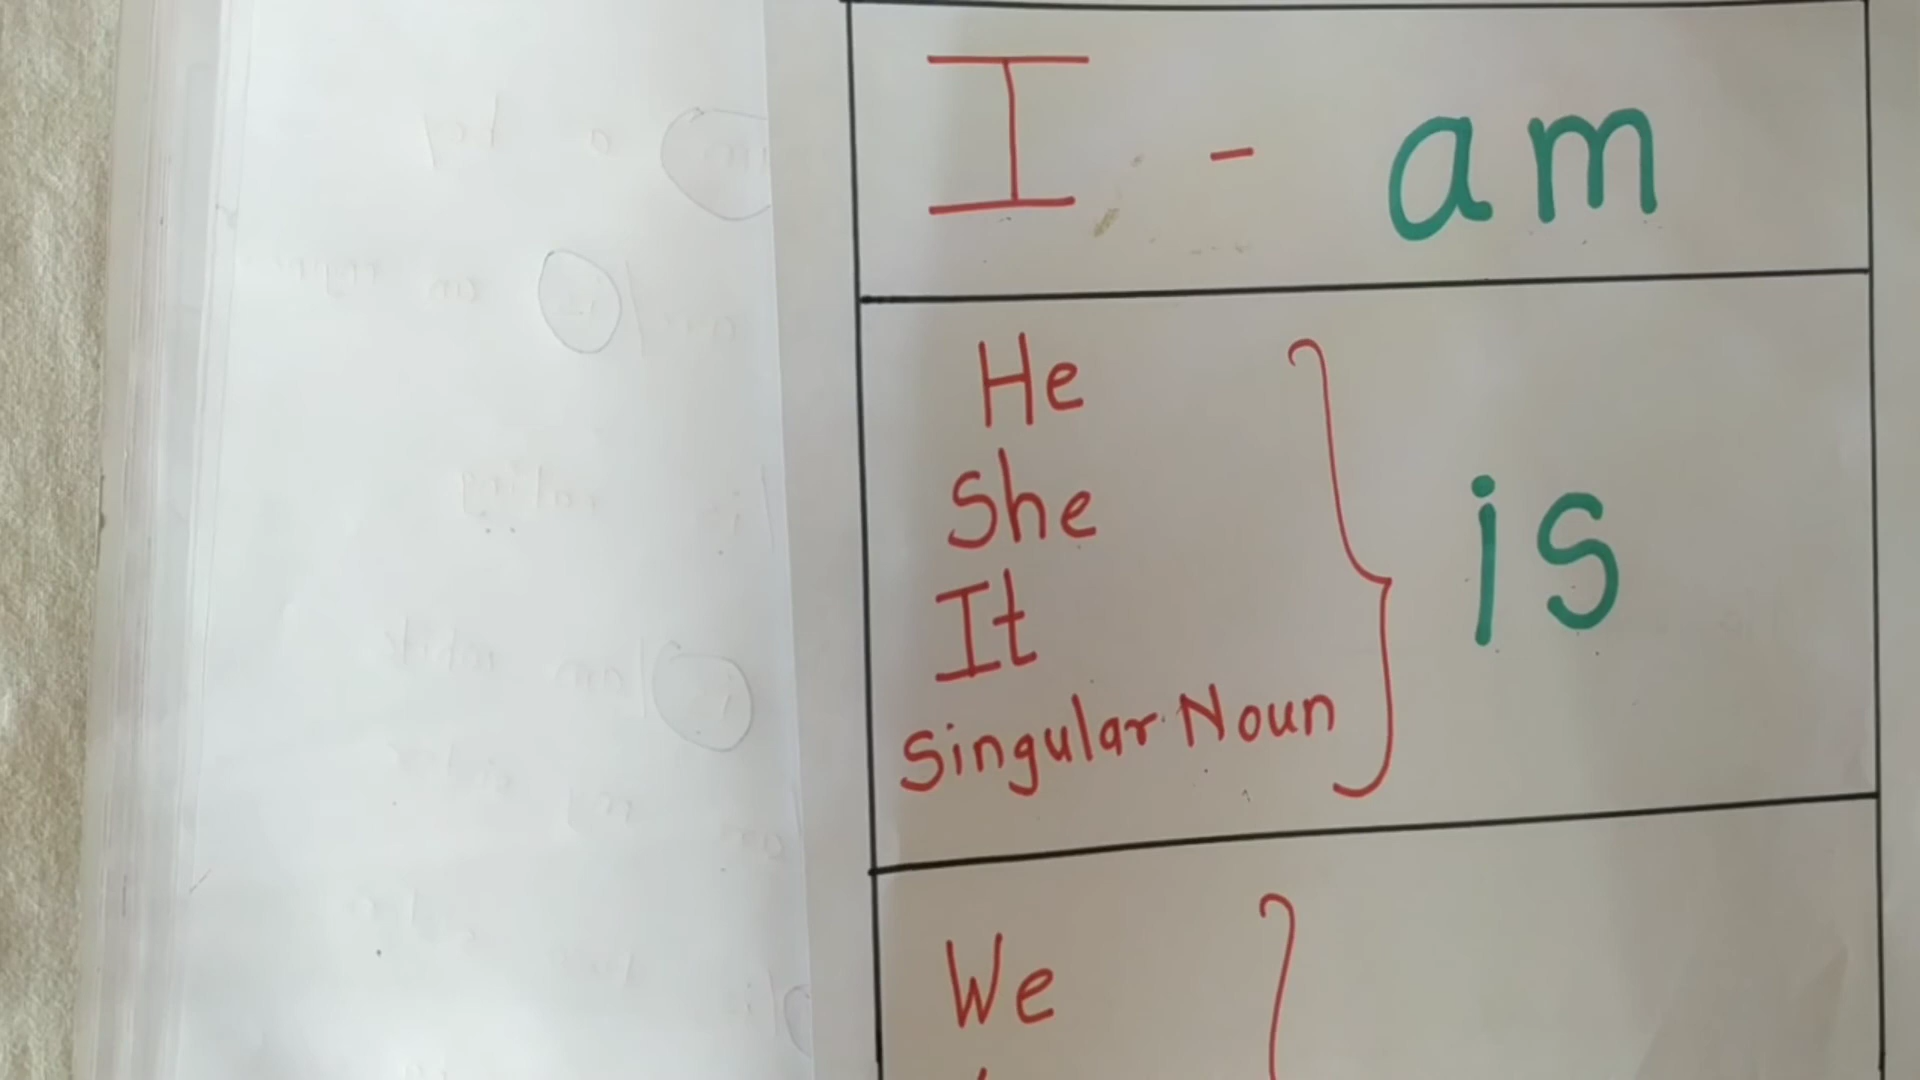 I - am
He
She
It
Singular Noun
is
We